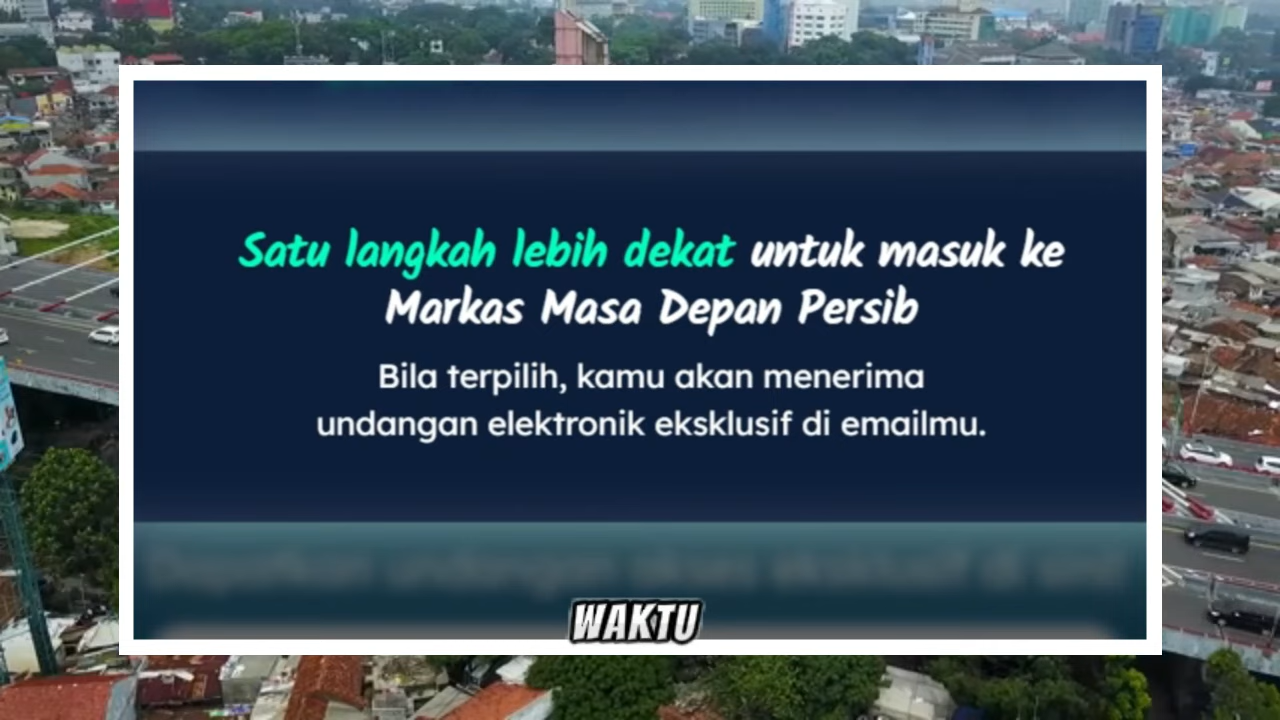 Satu langkah lebih dekat untuk masuk ke
Markas Masa Depan Persib
Bila terpilih, kamu akan menerima
undangan elektronik eksklusif di emailmu.
WAKTU